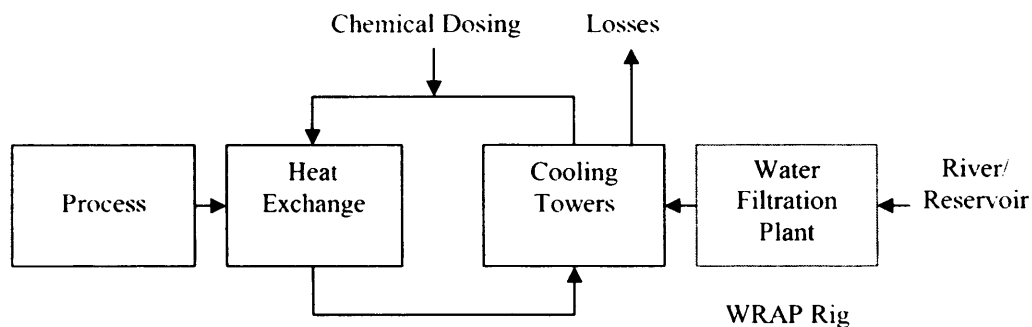 Chemical Dosing
Losses
Process
Heat
Exchange
Cooling
Towers
Water
Filtration
Plant
River/
Reservoir
WRAP Rig